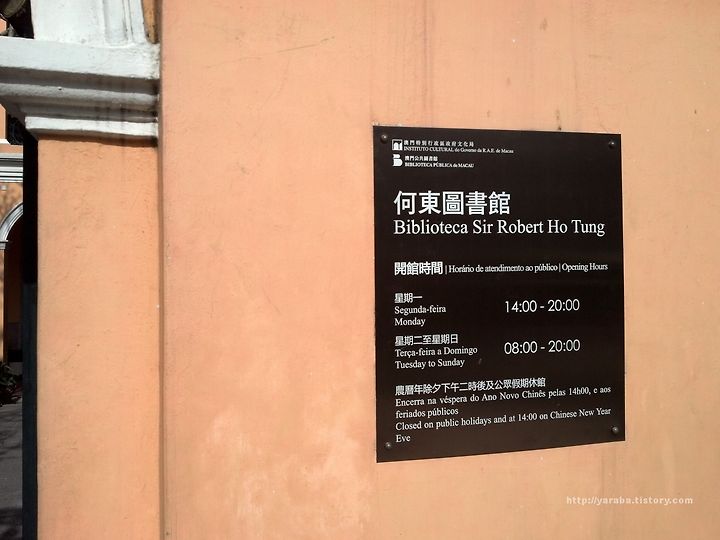 澳門特別行政區政府文化局
INSTITUTO CULTURAL do Governo da R.A.E. de Macau
澳門公共圖書館
BIBLIOTECA PÚBLICA de MACAU
何東圖書館
Biblioteca Sir Robert Ho Tung
開館時間 | Horário de atendimento ao público | Opening Hours
星期一
Segunda-feira
Monday
14:00 - 20:00
星期二至星期日
Terça-feira a Domingo
Tuesday to Sunday
08:00 - 20:00
農曆年除夕下午二時後及公眾假期休館
Encerra na véspera do Ano Novo Chinês pelas 14h00, e aos
feriados públicos
Closed on public holidays and at 14:00 on Chinese New Year
Eve
http://yaraba.tistory.com